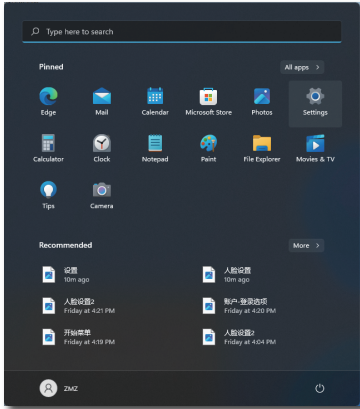 Type here to search
Pinned
All apps >
Edge Mail Calendar Microsoft Store Photos Settings
Calculator Clock Notepad Paint File Explorer Movies & TV
Tips Camera
Recommended
More >
设置 人脸设置
10m ago 10m ago
人脸设置2 账户-登录选项
Friday at 4:21 PM Friday at 4:20 PM
开始菜单 人脸设置2
Friday at 4:19 PM Friday at 4:04 PM
ZMZ